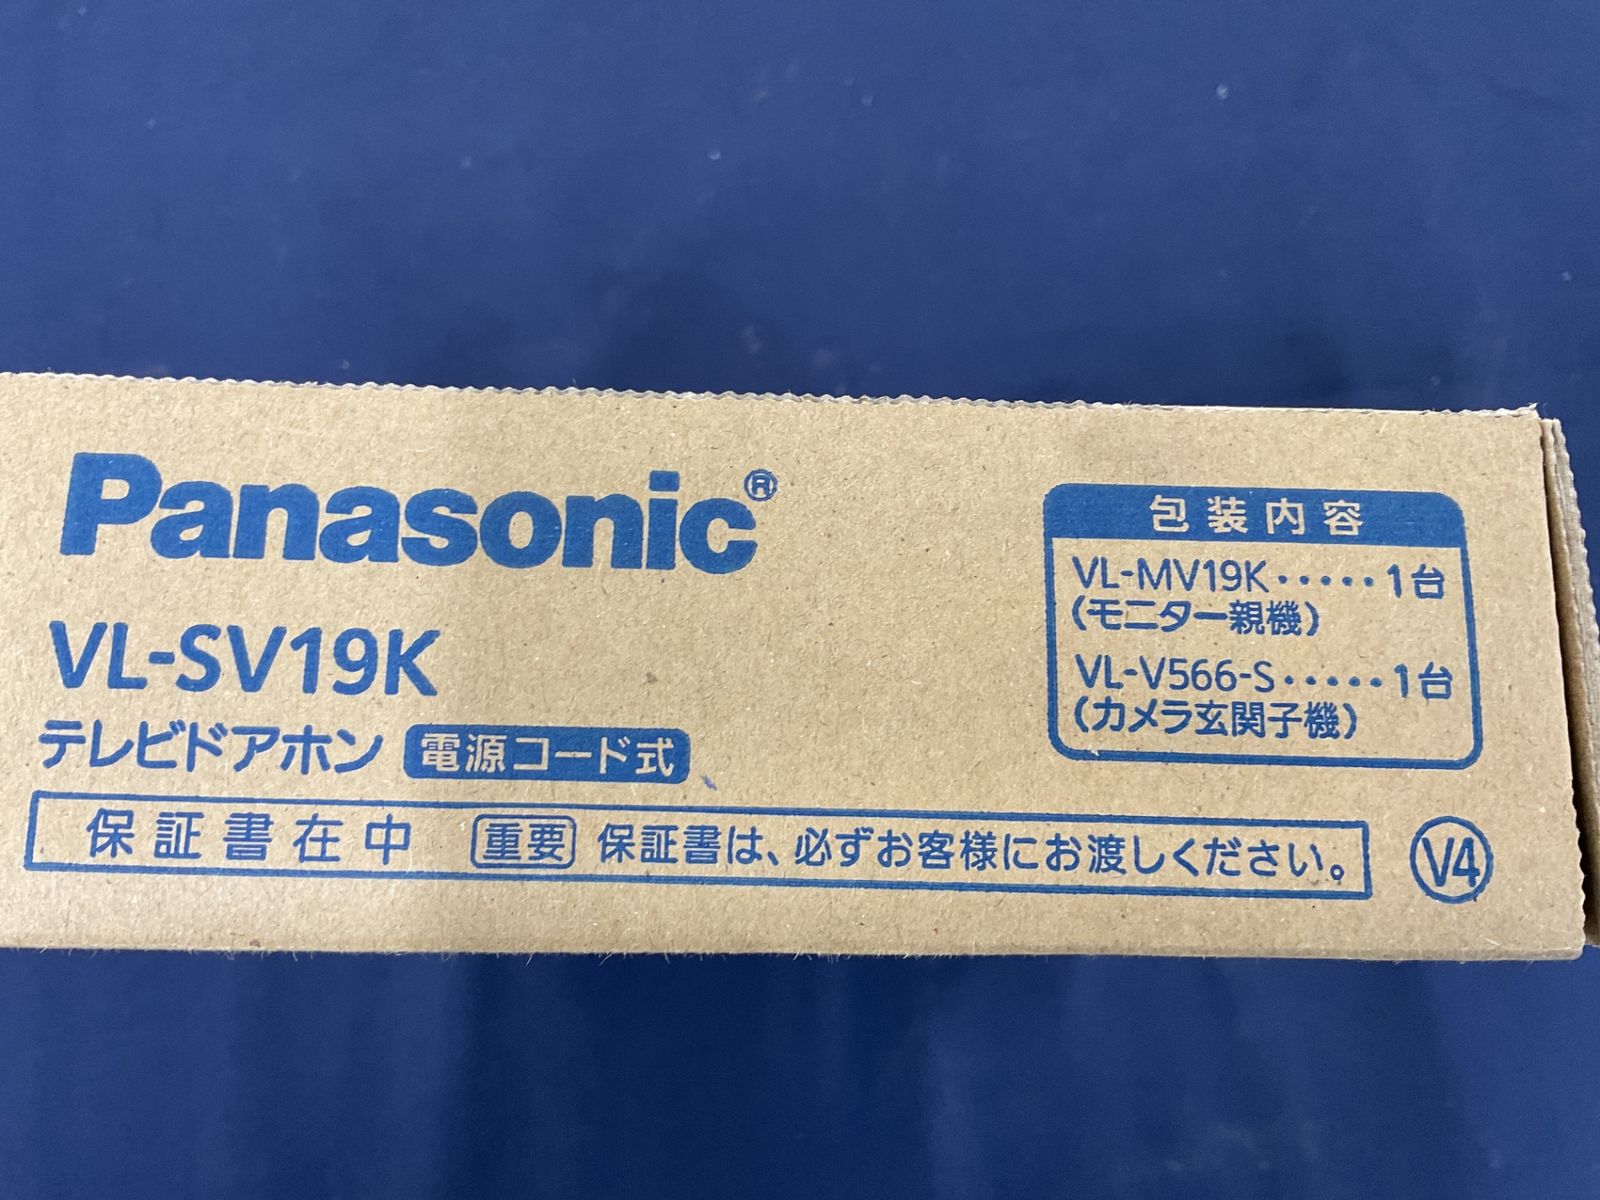 Panasonic®
VL-SV19K
テレビドアホン 電源コード式
保証書在中 重要 保証書は、必ずお客様にお渡しください。
包装内容
VL-MV19K・・・・・1台
(モニター親機)
VL-V566-S・・・・・1台
(カメラ玄関子機)
V4